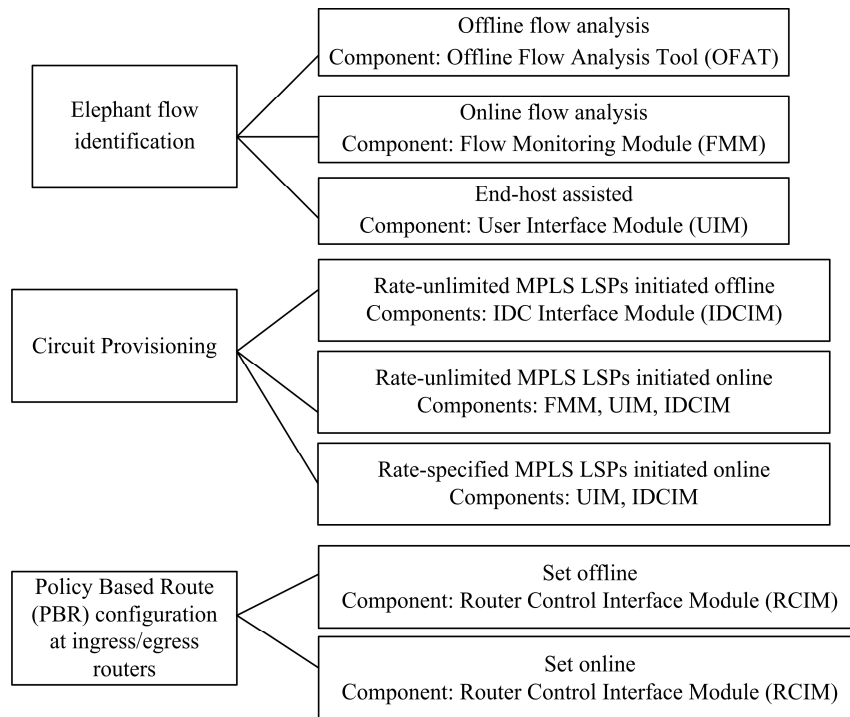 Offline flow analysis
Component: Offline Flow Analysis Tool (OFAT)
Elephant flow
identification
Online flow analysis
Component: Flow Monitoring Module (FMM)
End-host assisted
Component: User Interface Module (UIM)
Circuit Provisioning
Rate-unlimited MPLS LSPs initiated offline
Components: IDC Interface Module (IDCIM)
Rate-unlimited MPLS LSPs initiated online
Components: FMM, UIM, IDCIM
Rate-specified MPLS LSPs initiated online
Components: UIM, IDCIM
Policy Based Route
(PBR) configuration
at ingress/egress
routers
Set offline
Component: Router Control Interface Module (RCIM)
Set online
Component: Router Control Interface Module (RCIM)